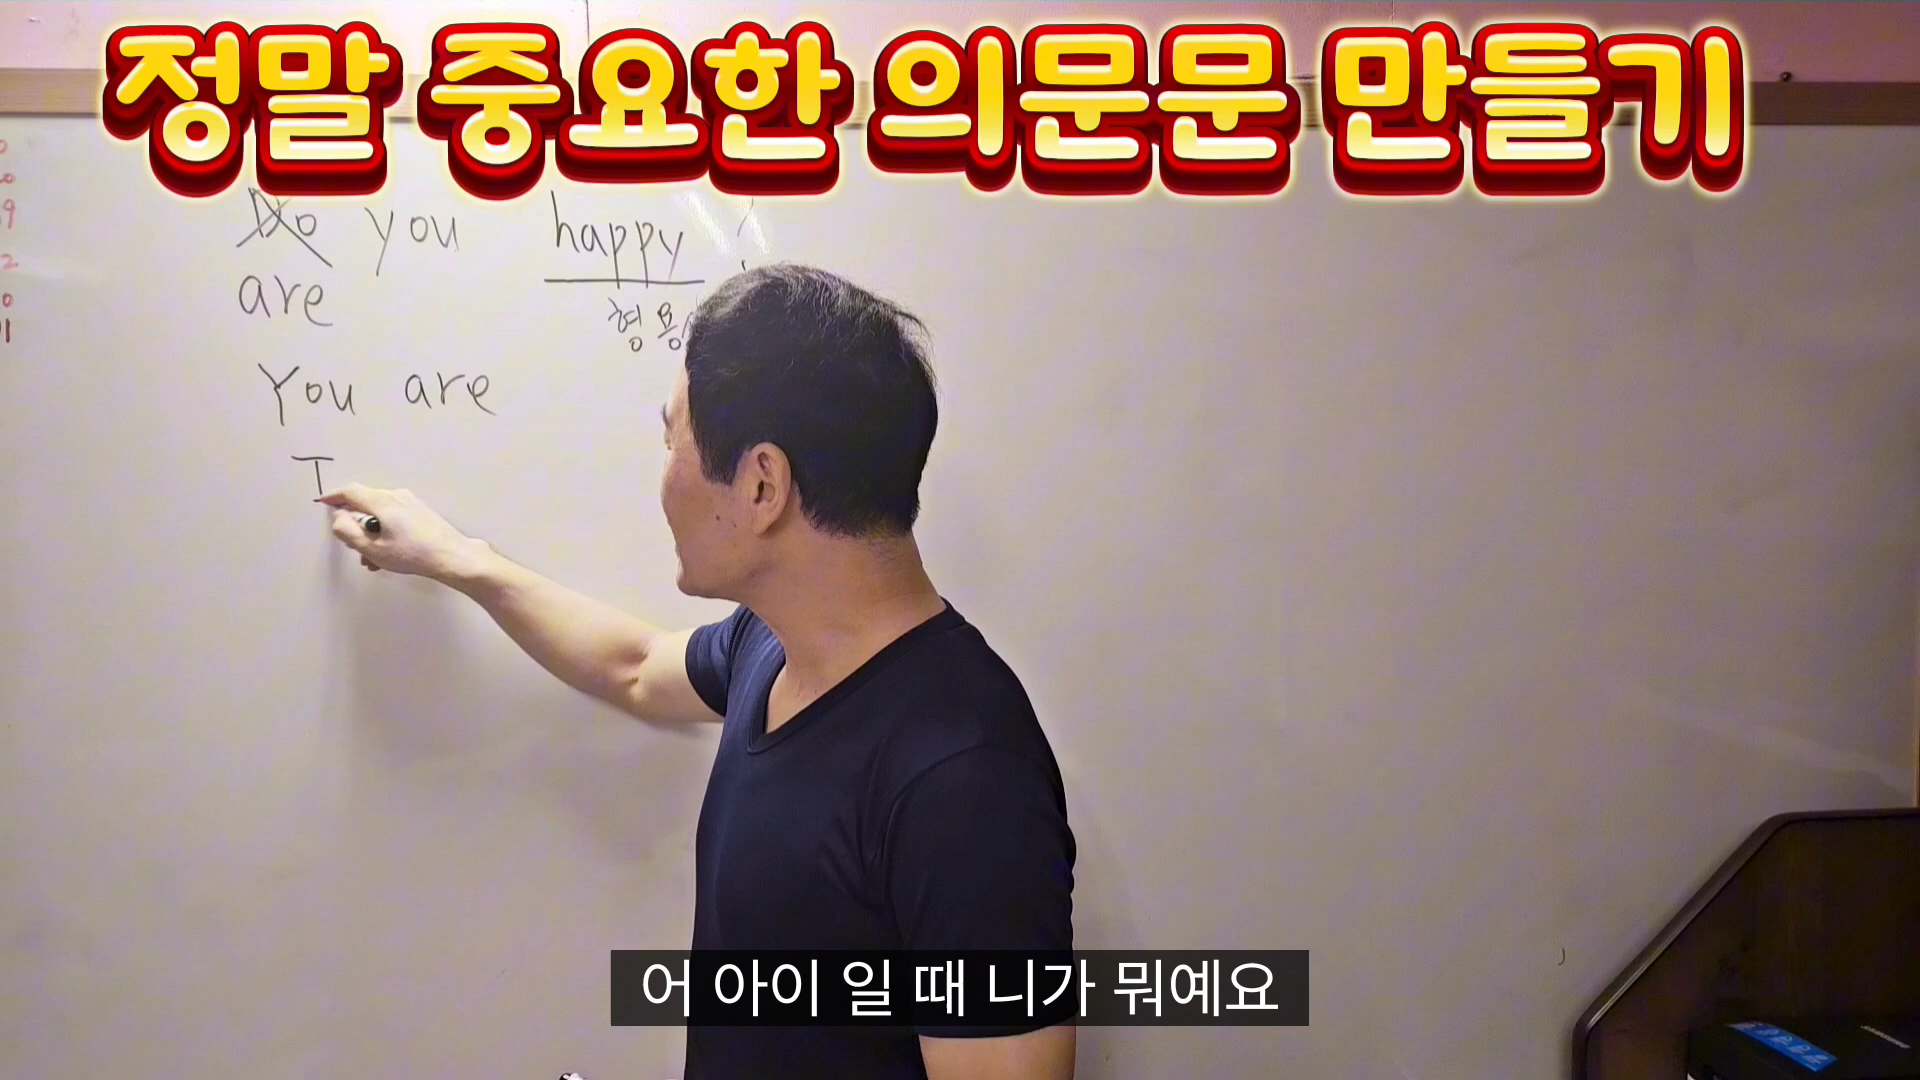 정말 중요한 의문문 만들기
Do you happy ?
are
형용
You are
I
어 아이 일 때 니가 뭐예요